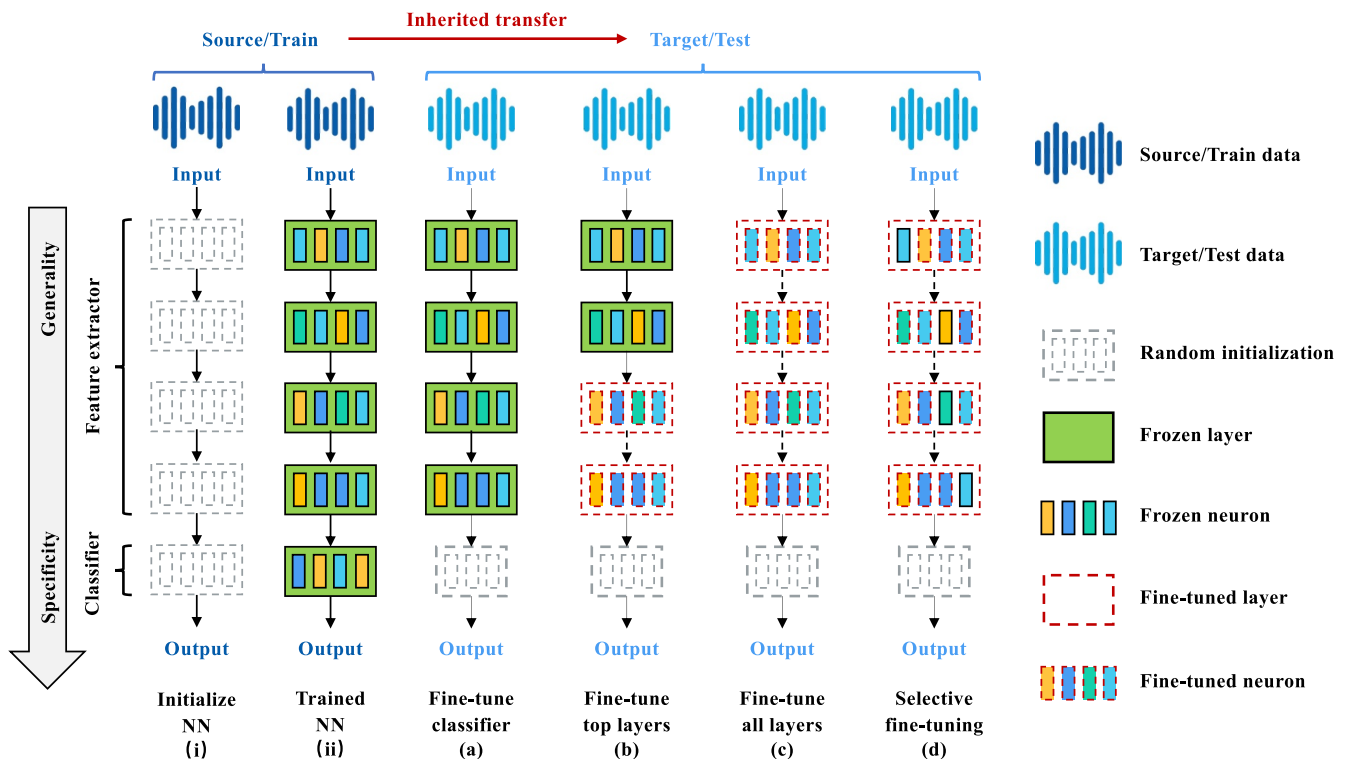 Inherited transfer
Source/Train
Target/Test
Input
Input
Input
Input
Input
Input
Generality
Specificity
Feature extractor
Classifier
Output
Output
Output
Output
Output
Output
Initialize
NN
(i)
Trained
NN
(ii)
Fine-tune
classifier
(a)
Fine-tune
top layers
(b)
Fine-tune
all layers
(c)
Selective
fine-tuning
(d)
Source/Train data
Target/Test data
Random initialization
Frozen layer
Frozen neuron
Fine-tuned layer
Fine-tuned neuron